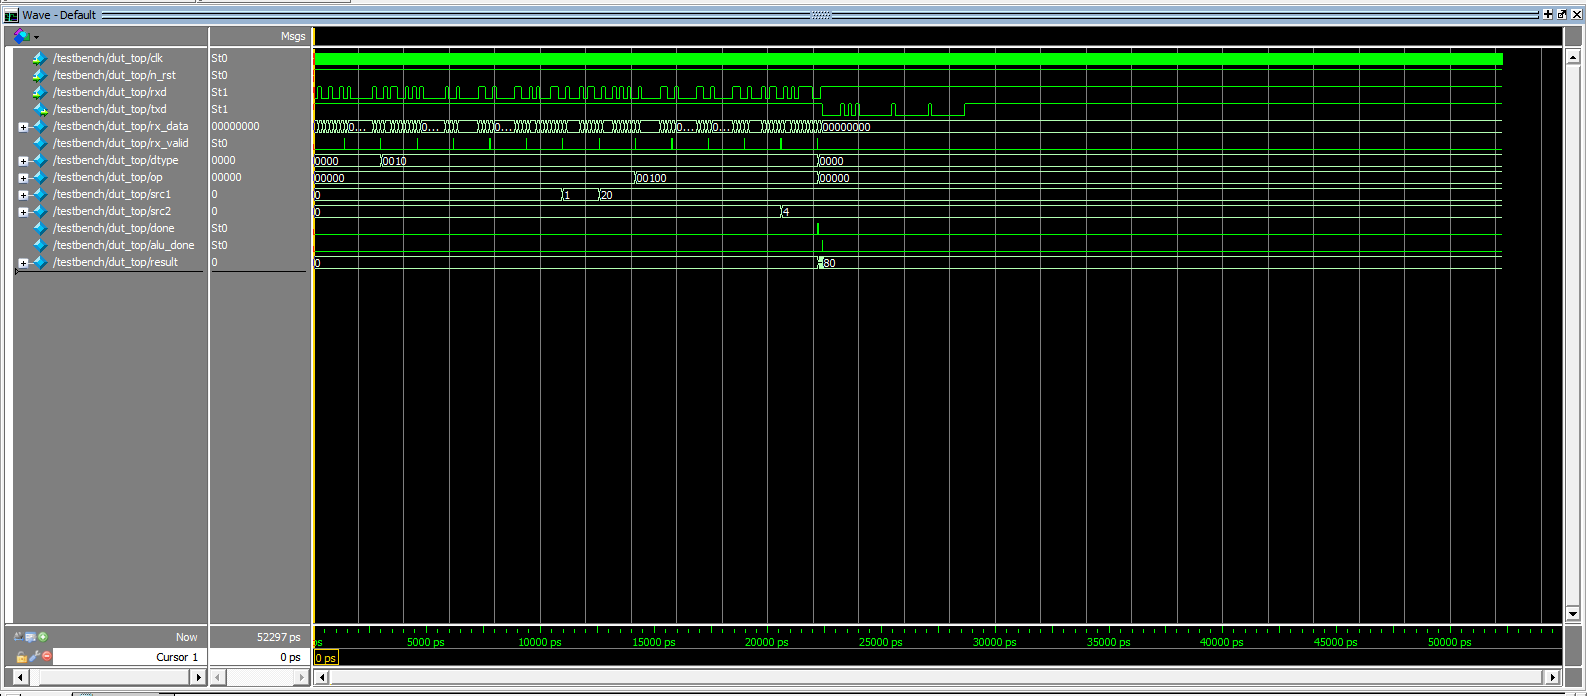 Wave - Default
Msgs
/testbench/dut_top/clk St0
/testbench/dut_top/n_rst St0
/testbench/dut_top/rxd St1
/testbench/dut_top/txd St1
/testbench/dut_top/rx_data 00000000 0... 0... 0... 0... 0... 00000000
/testbench/dut_top/rx_valid St0
/testbench/dut_top/dtype 0000 0000 0010 0000
/testbench/dut_top/op 00000 00000 00100 00000
/testbench/dut_top/src1 0 0 1 20
/testbench/dut_top/src2 0 0 4
/testbench/dut_top/done St0
/testbench/dut_top/alu_done St0
/testbench/dut_top/result 0 0 80
Now 52297 ps ps 5000 ps 10000 ps 15000 ps 20000 ps 25000 ps 30000 ps 35000 ps 40000 ps 45000 ps 50000 ps
Cursor 1 0 ps 0 ps